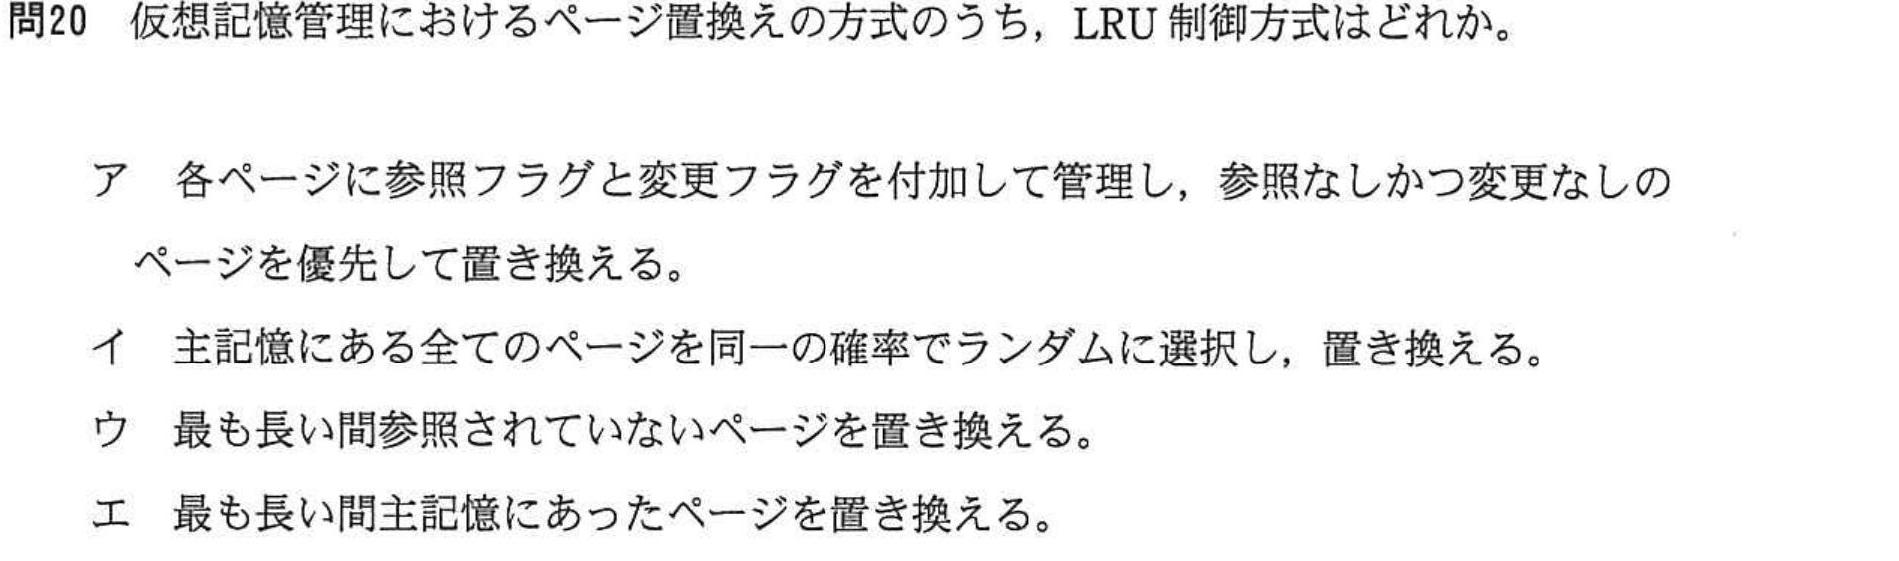 問20 仮想記憶管理におけるページ置換えの方式のうち，LRU 制御方式はどれか。
ア 各ページに参照フラグと変更フラグを付加して管理し，参照なしかつ変更なしの
ページを優先して置き換える。
イ 主記憶にある全てのページを同一の確率でランダムに選択し，置き換える。
ウ 最も長い間参照されていないページを置き換える。
エ 最も長い間主記憶にあったページを置き換える。